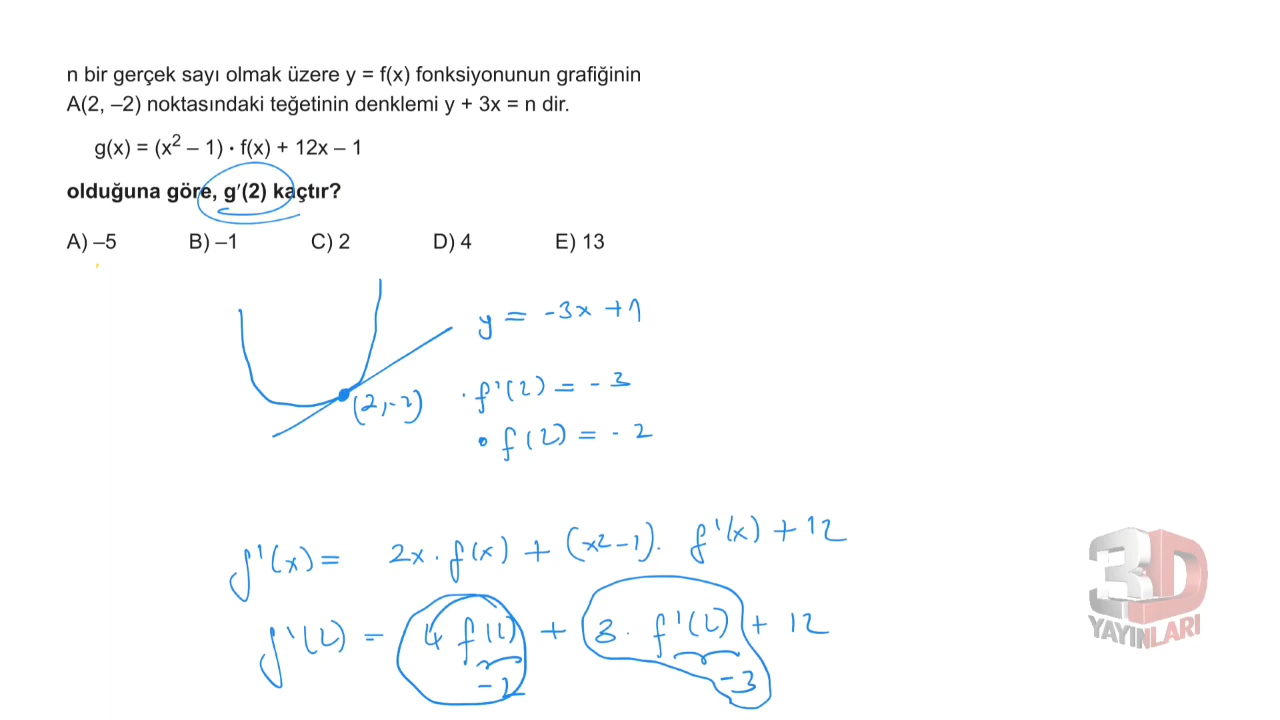 n bir gerçek sayı olmak üzere y = f(x) fonksiyonunun grafiğinin
A(2, –2) noktasındaki teğetinin denklemi y + 3x = n dir.
g(x) = (x² – 1) · f(x) + 12x – 1
olduğuna göre, g′(2) kaçtır?
A) –5 B) –1 C) 2 D) 4 E) 13
y = -3x + n
(2,-2)
· f'(2) = - 3
• f(2) = - 2
g'(x) = 2x · f(x) + (x²-1) · f'(x) + 12
g'(2) = 4 f(2) + 3 · f'(2) + 12
-2 -3
3D
YAYINLARI